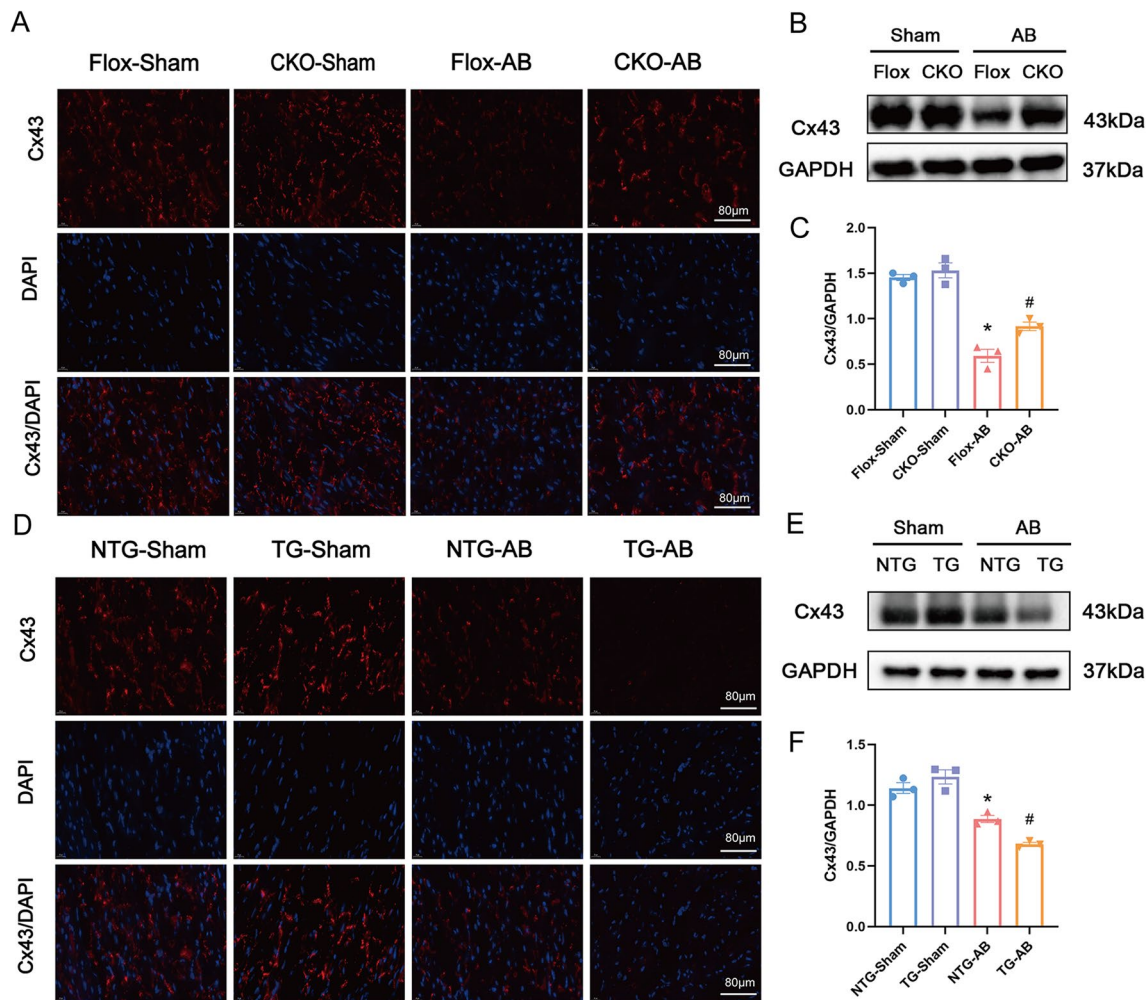 A
Flox-Sham CKO-Sham Flox-AB CKO-AB
Cx43
80μm
DAPI
80μm
Cx43/DAPI
80μm
B
Sham AB
Flox CKO Flox CKO
Cx43 43kDa
GAPDH 37kDa
C
Cx43/GAPDH
2.0
1.5
1.0
0.5
0.0
* #
Flox-Sham CKO-Sham Flox-AB CKO-AB
D
NTG-Sham TG-Sham NTG-AB TG-AB
Cx43
80μm
DAPI
80μm
Cx43/DAPI
80μm
E
Sham AB
NTG TG NTG TG
Cx43 43kDa
GAPDH 37kDa
F
Cx43/GAPDH
1.5
1.0
0.5
0.0
* #
NTG-Sham TG-Sham NTG-AB TG-AB